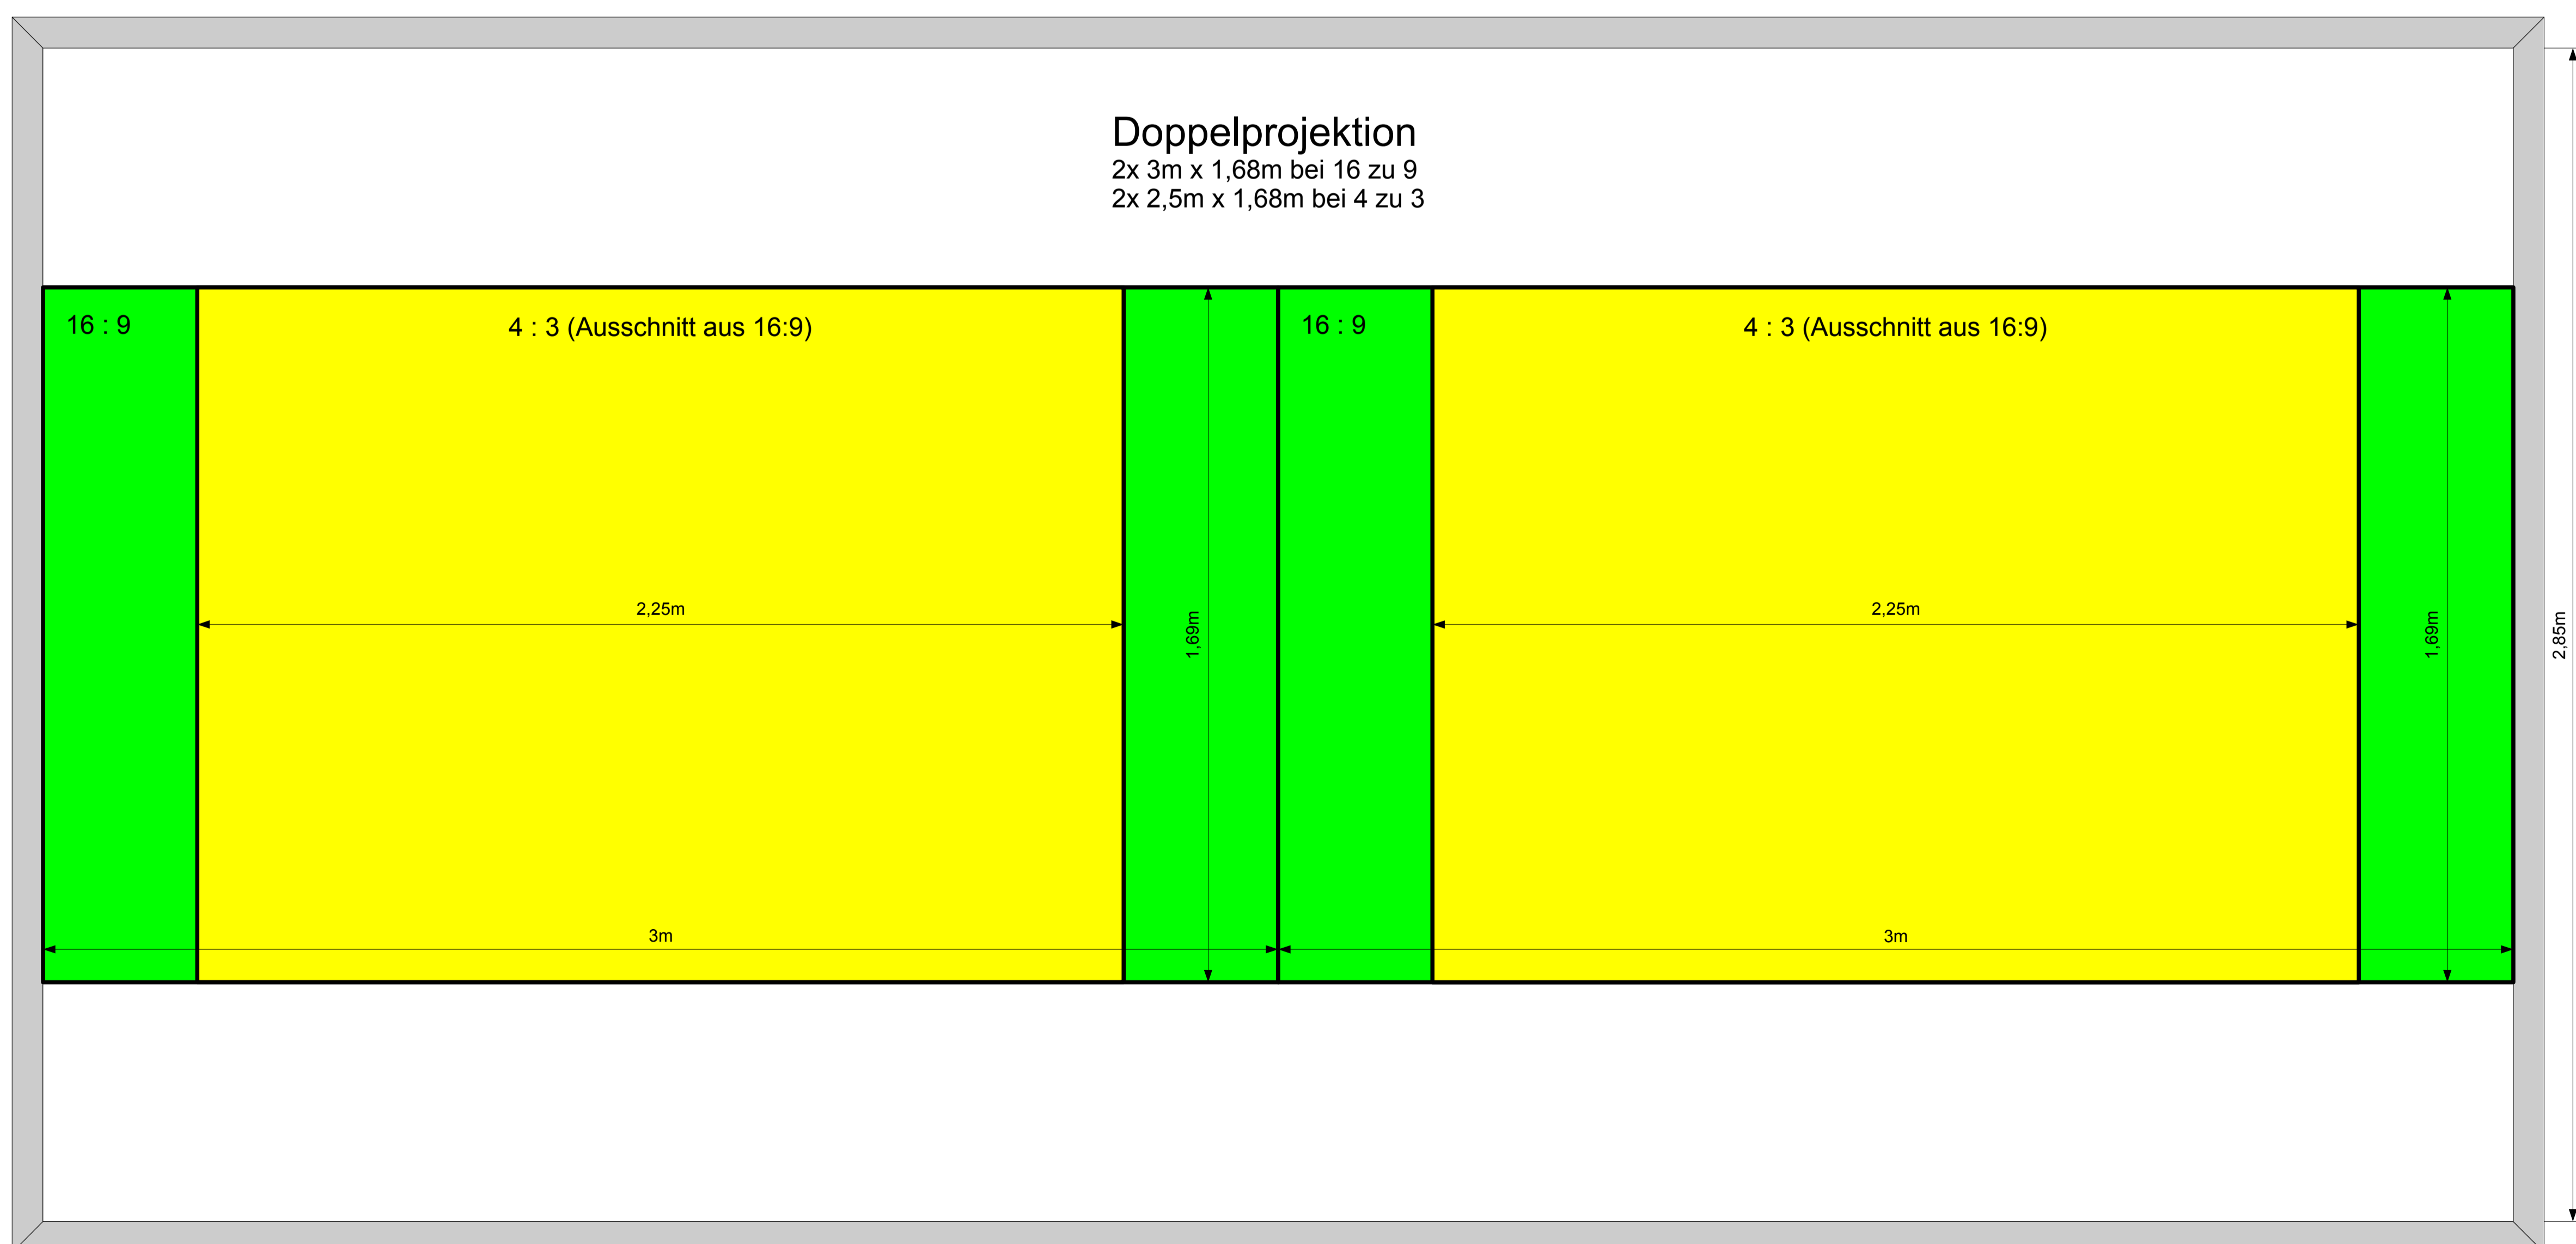 Doppelprojektion
2x 3m x 1,68m bei 16 zu 9
2x 2,5m x 1,68m bei 4 zu 3
16 : 9
4 : 3 (Ausschnitt aus 16:9)
16 : 9
4 : 3 (Ausschnitt aus 16:9)
2,25m
1,69m
2,25m
1,69m
2,85m
3m
3m